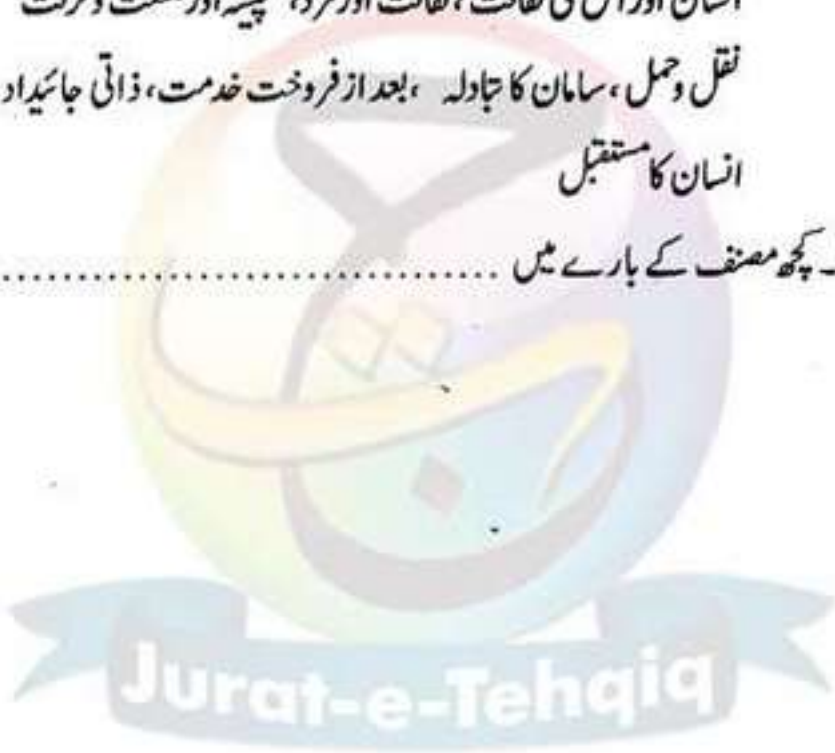 نقل وحمل، سامان کا تبادلہ ، بعد از فروخت خدمت، ذاتی جائیداد
انسان کا مستقبل
۔ کچھ مصنف کے بارے میں ................................
Jurat-e-Tehqiq